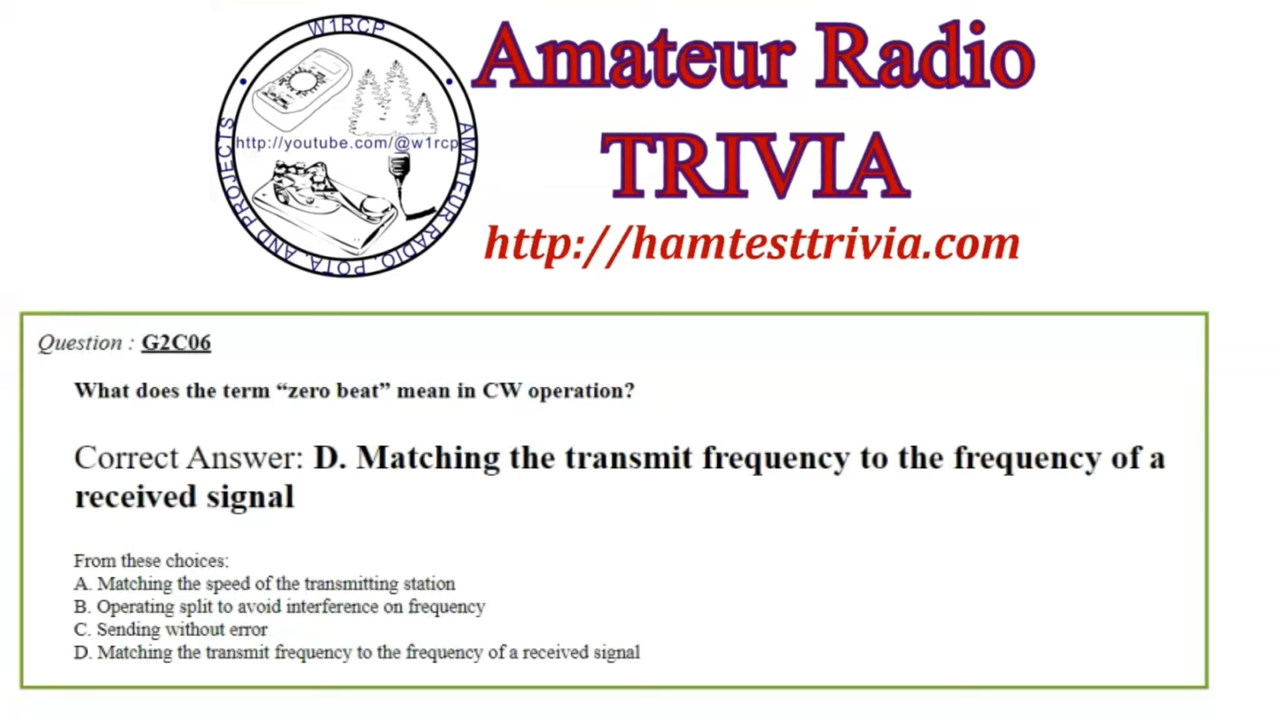 W1RCP
Amateur Radio
TRIVIA
http://youtube.com/@w1rcp
AMATEUR RADIO, POTA, AND PROJECTS
http://hamtesttrivia.com
Question : G2C06
What does the term “zero beat” mean in CW operation?
Correct Answer: D. Matching the transmit frequency to the frequency of a
received signal
From these choices:
A. Matching the speed of the transmitting station
B. Operating split to avoid interference on frequency
C. Sending without error
D. Matching the transmit frequency to the frequency of a received signal